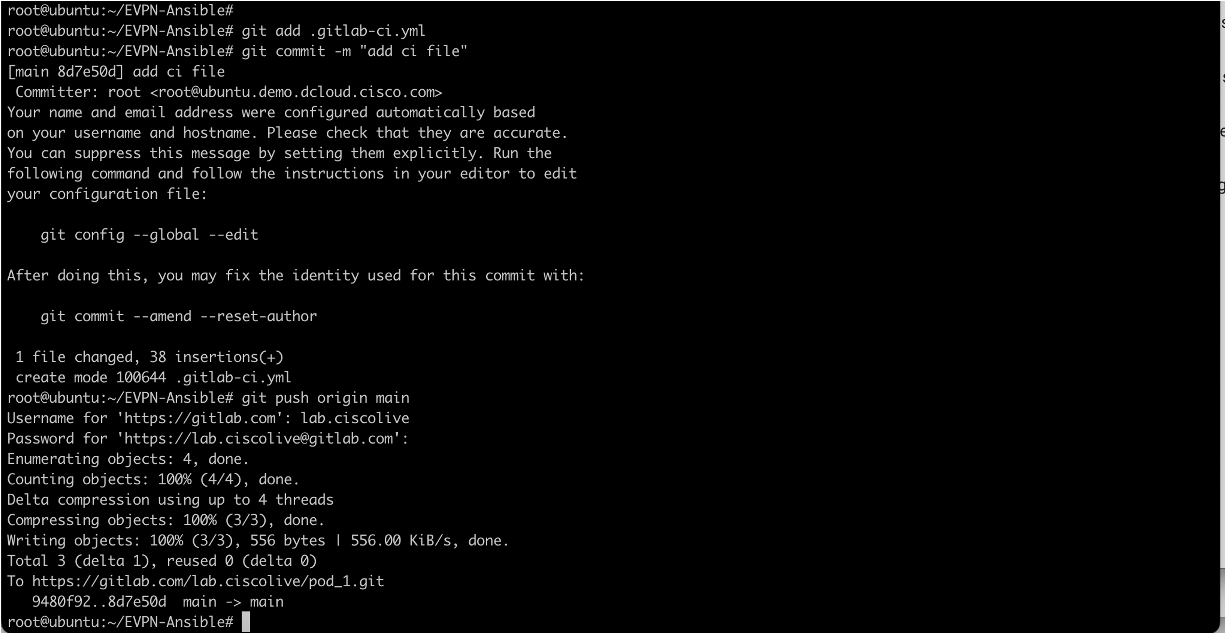 root@ubuntu:~/EVPN-Ansible#
root@ubuntu:~/EVPN-Ansible# git add .gitlab-ci.yml
root@ubuntu:~/EVPN-Ansible# git commit -m "add ci file"
[main 8d7e50d] add ci file
 Committer: root <root@ubuntu.demo.dcloud.cisco.com>
Your name and email address were configured automatically based
on your username and hostname. Please check that they are accurate.
You can suppress this message by setting them explicitly. Run the
following command and follow the instructions in your editor to edit
your configuration file:

    git config --global --edit

After doing this, you may fix the identity used for this commit with:

    git commit --amend --reset-author

 1 file changed, 38 insertions(+)
 create mode 100644 .gitlab-ci.yml
root@ubuntu:~/EVPN-Ansible# git push origin main
Username for 'https://gitlab.com': lab.ciscolive
Password for 'https://lab.ciscolive@gitlab.com':
Enumerating objects: 4, done.
Counting objects: 100% (4/4), done.
Delta compression using up to 4 threads
Compressing objects: 100% (3/3), done.
Writing objects: 100% (3/3), 556 bytes | 556.00 KiB/s, done.
Total 3 (delta 1), reused 0 (delta 0)
To https://gitlab.com/lab.ciscolive/pod_1.git
   9480f92..8d7e50d  main -> main
root@ubuntu:~/EVPN-Ansible#